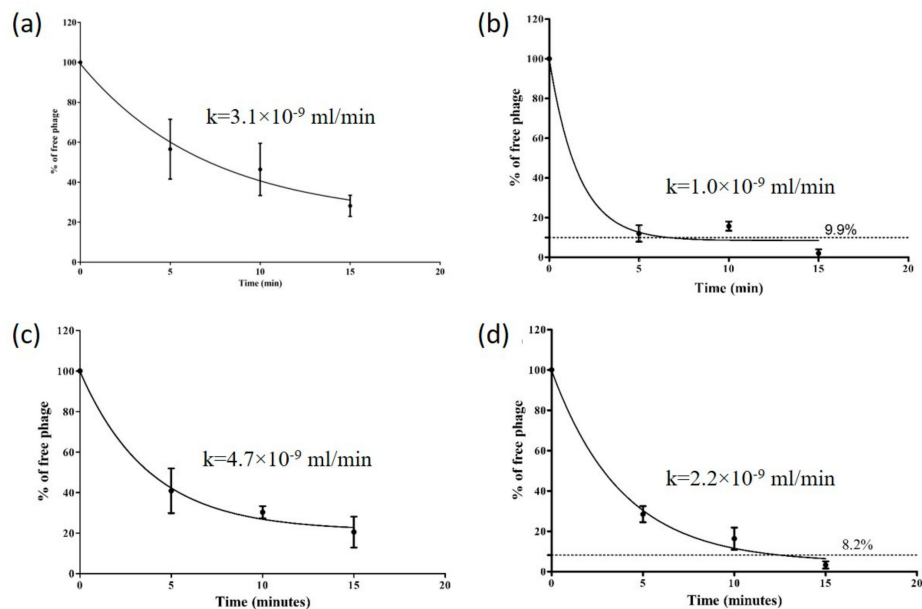 (a)
120
100
80
60
40
20
0
% of free phage
k=3.1×10⁻⁹ ml/min
0 5 10 15 20
Time (min)
(b)
120
100
80
60
40
20
0
% of free phage
k=1.0×10⁻⁹ ml/min
9.9%
0 5 10 15 20
Time (min)
(c)
120
100
80
60
40
20
0
% of free phage
k=4.7×10⁻⁹ ml/min
0 5 10 15 20
Time (minutes)
(d)
120
100
80
60
40
20
0
% of free phage
k=2.2×10⁻⁹ ml/min
8.2%
0 5 10 15 20
Time (minutes)